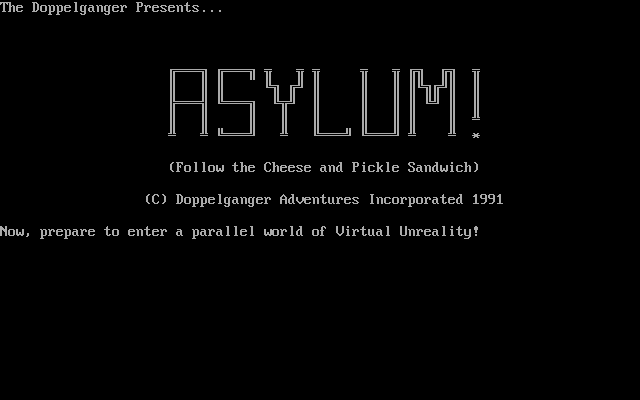 The Doppelganger Presents...
ASYLUM!
(Follow the Cheese and Pickle Sandwich)
(C) Doppelganger Adventures Incorporated 1991
Now, prepare to enter a parallel world of Virtual Unreality!